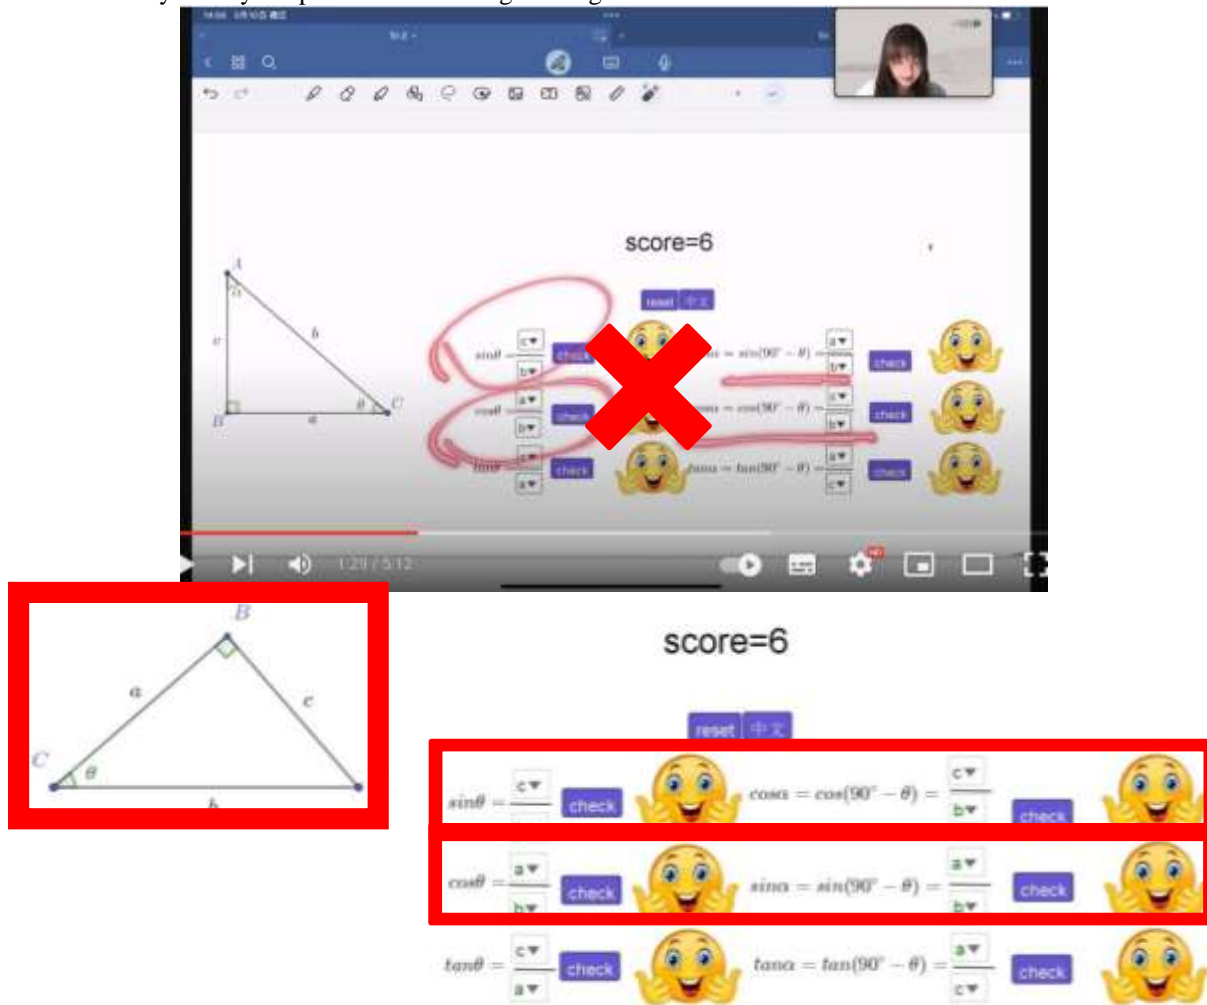 score=6
A
α
c
b
B
a
θ
C
reset 中文
sinθ = c▼ / b▼ check = sin(90° − θ) = a▼ / b▼ check
cosθ = a▼ / b▼ check cosα = cos(90° − θ) = c▼ / b▼ check
tanθ = c▼ / a▼ check tanα = tan(90° − θ) = a▼ / c▼ check
1:29 / 5:12
HD
B
a
c
C
θ
b
score=6
reset 中文
sinθ = c▼ check cosα = cos(90° − θ) = c▼ / b▼ check
cosθ = a▼ / b▼ check sinα = sin(90° − θ) = a▼ / b▼ check
tanθ = c▼ / a▼ check tanα = tan(90° − θ) = a▼ / c▼ check